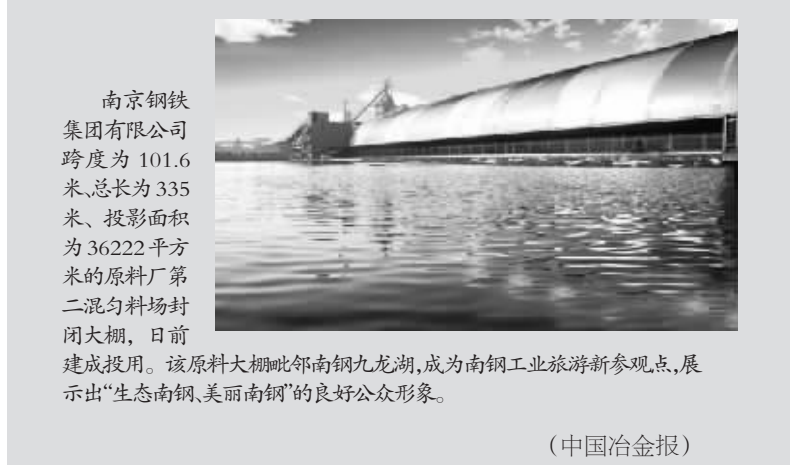 南京钢铁
集团有限公司
跨度为 101.6
米、总长为 335
米、投影面积
为 36222 平方
米的原料厂第
二混匀料场封
闭大棚，日前
建成投用。该原料大棚毗邻南钢九龙湖,成为南钢工业旅游新参观点,展
示出“生态南钢、美丽南钢”的良好公众形象。
（中国冶金报）